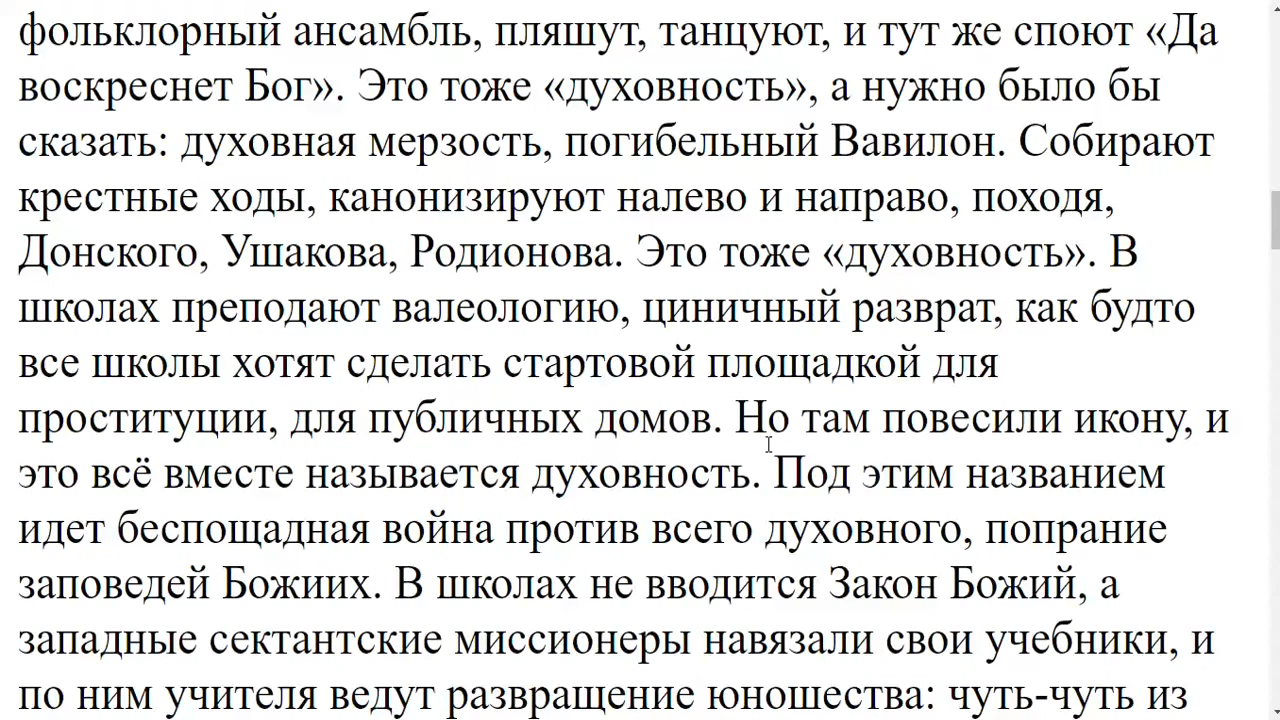 фольклорный ансамбль, пляшут, танцуют, и тут же споют «Да
воскреснет Бог». Это тоже «духовность», а нужно было бы
сказать: духовная мерзость, погибельный Вавилон. Собирают
крестные ходы, канонизируют налево и направо, походя,
Донского, Ушакова, Родионова. Это тоже «духовность». В
школах преподают валеологию, циничный разврат, как будто
все школы хотят сделать стартовой площадкой для
проституции, для публичных домов. Но там повесили икону, и
это всё вместе называется духовность. Под этим названием
идет беспощадная война против всего духовного, попрание
заповедей Божиих. В школах не вводится Закон Божий, а
западные сектантские миссионеры навязали свои учебники, и
по ним учителя ведут развращение юношества: чуть-чуть из